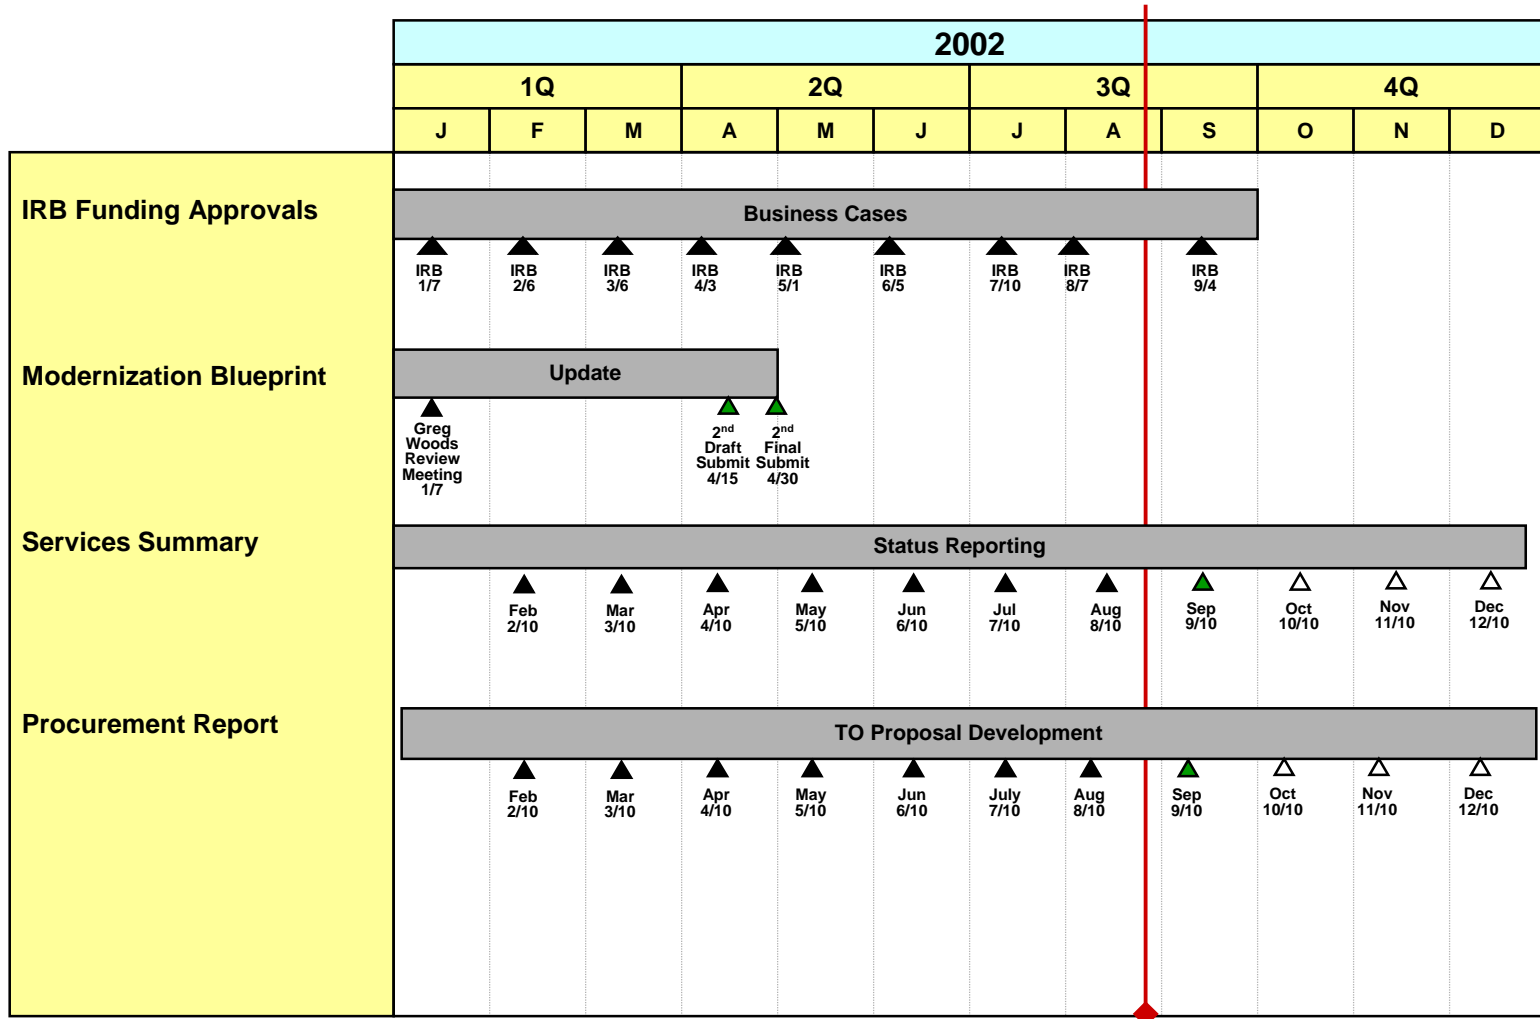 2002
1Q 2Q 3Q 4Q
J F M A M J J A S O N D
IRB Funding Approvals
Business Cases
IRB IRB IRB IRB IRB IRB IRB IRB IRB
1/7 2/6 3/6 4/3 5/1 6/5 7/10 8/7 9/4
Modernization Blueprint
Update
Greg
Woods
Review
Meeting
1/7
2nd
Draft
Submit
4/15
2nd
Final
Submit
4/30
Services Summary
Status Reporting
Feb Mar Apr May Jun Jul Aug Sep Oct Nov Dec
2/10 3/10 4/10 5/10 6/10 7/10 8/10 9/10 10/10 11/10 12/10
Procurement Report
TO Proposal Development
Feb Mar Apr May Jun July Aug Sep Oct Nov Dec
2/10 3/10 4/10 5/10 6/10 7/10 8/10 9/10 10/10 11/10 12/10